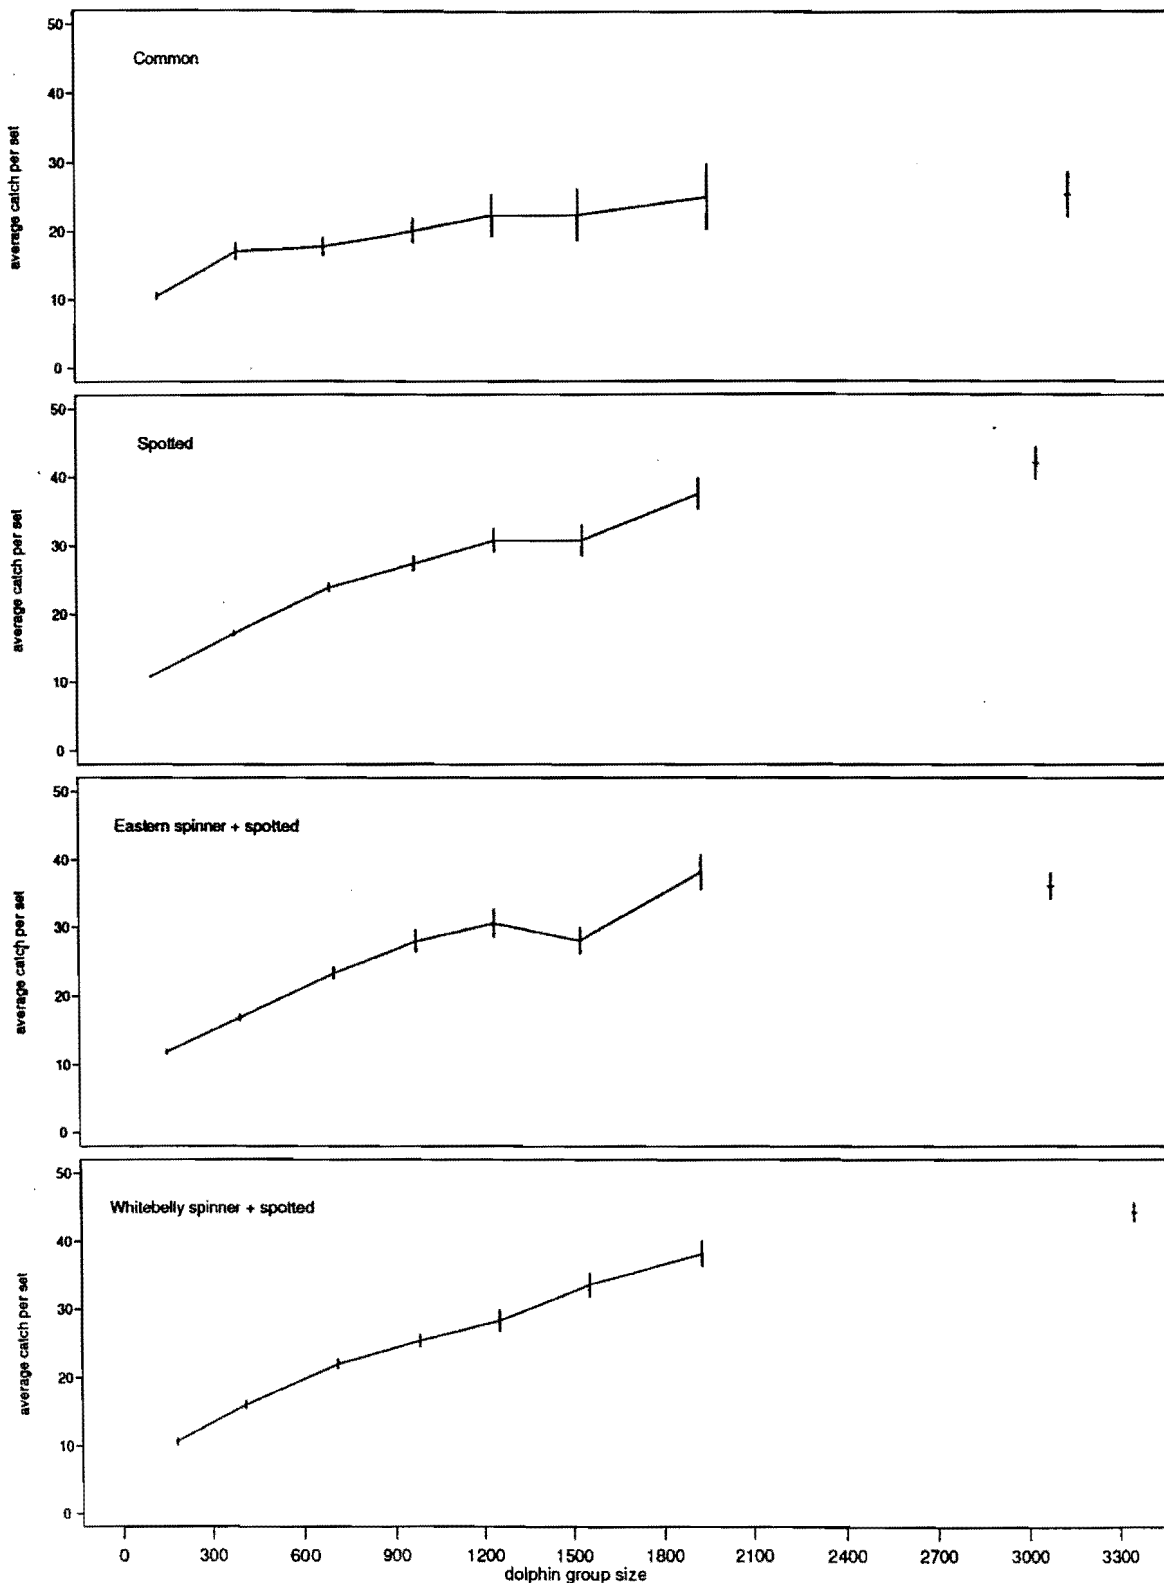 50
Common
40
30
20
10
0
average catch per set
50
Spotted
40
30
20
10
0
average catch per set
50
Eastern spinner + spotted
40
30
20
10
0
average catch per set
50
Whitebelly spinner + spotted
40
30
20
10
0
average catch per set
0 300 600 900 1200 1500 1800 2100 2400 2700 3000 3300
dolphin group size